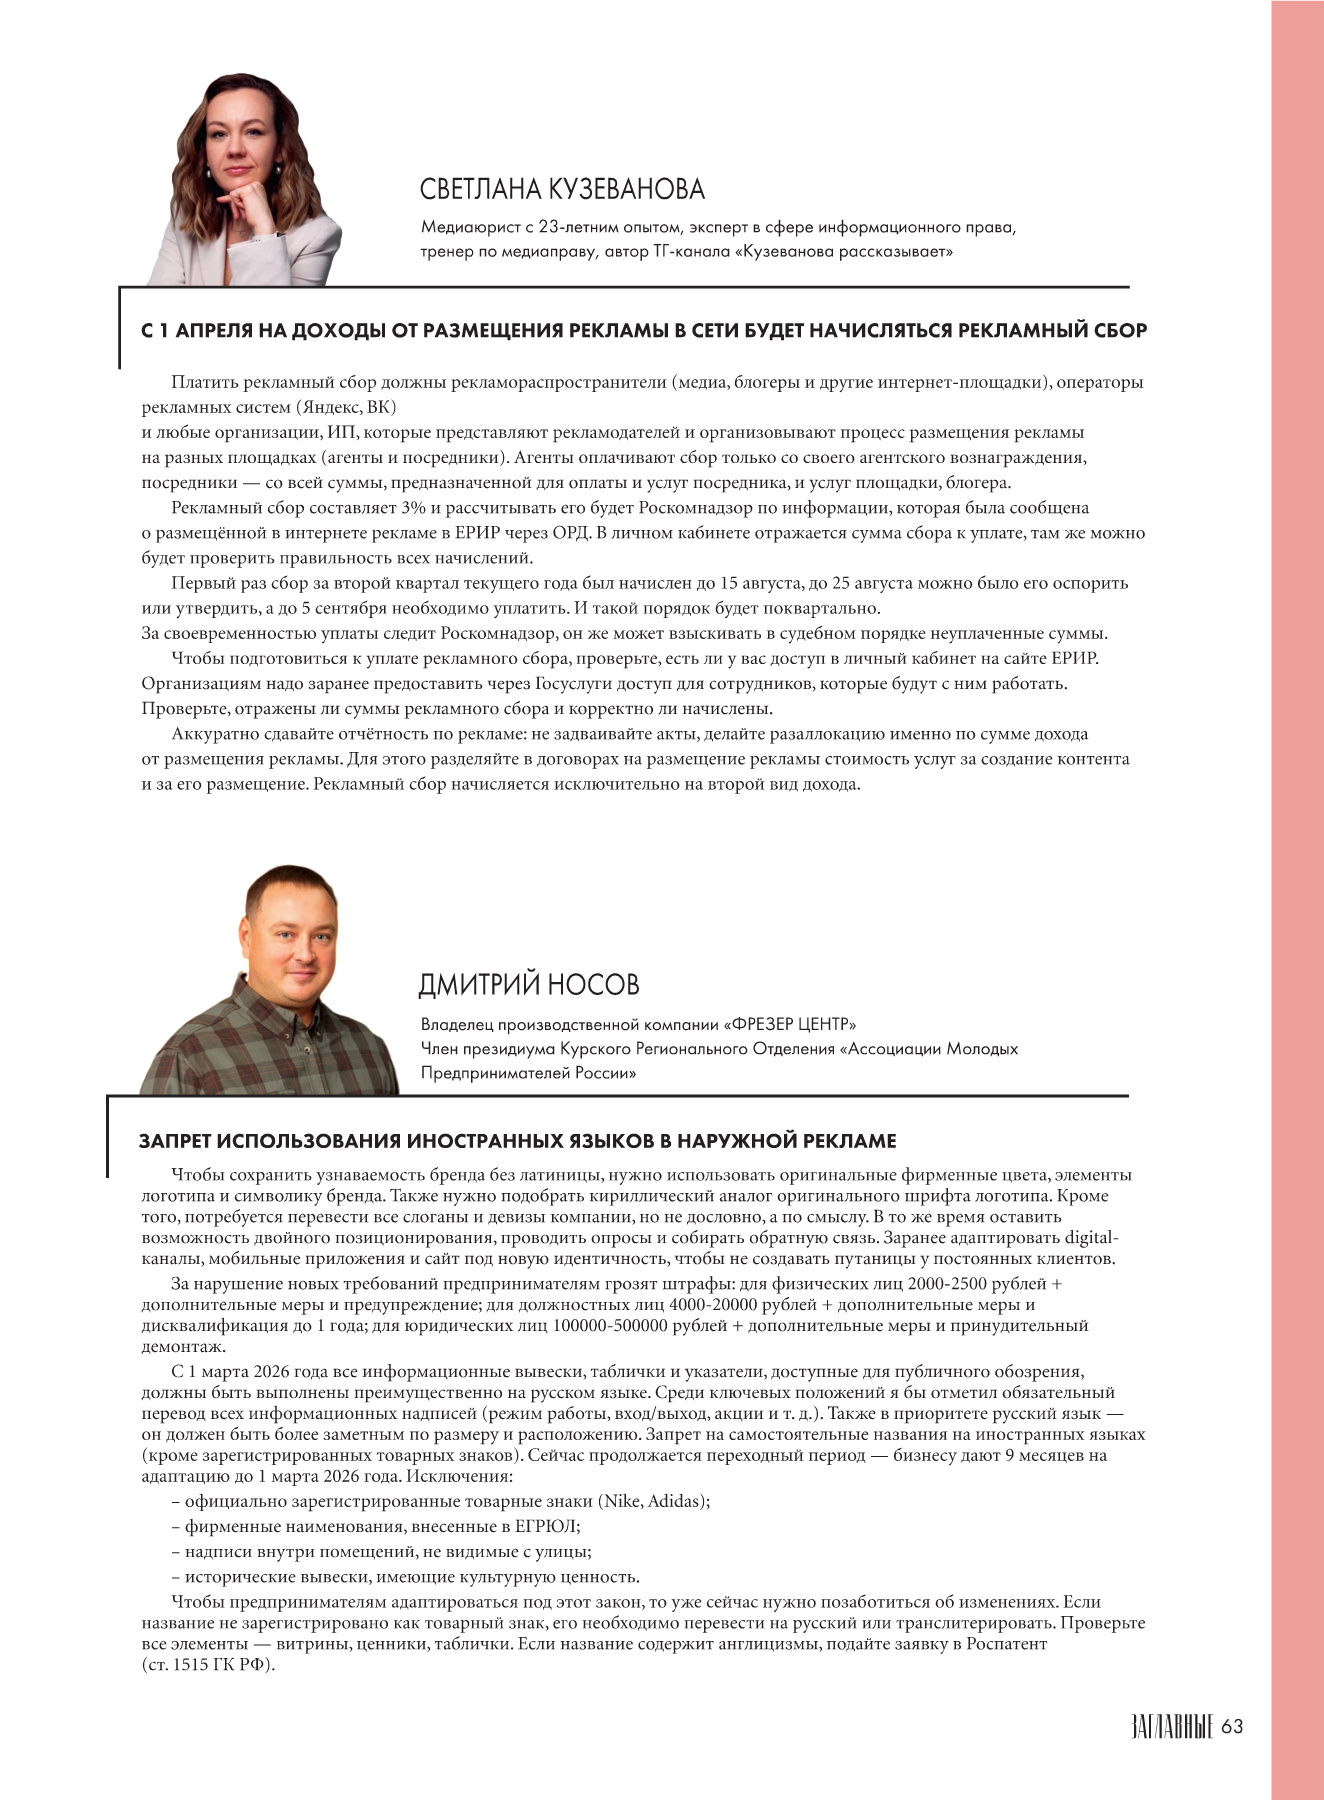 СВЕТЛАНА КУЗЕВАНОВА
Медиаюрист с 23-летним опытом, эксперт в сфере информационного права,
тренер по медиаправу, автор ТГ-канала «Кузеванова рассказывает»
С 1 АПРЕЛЯ НА ДОХОДЫ ОТ РАЗМЕЩЕНИЯ РЕКЛАМЫ В СЕТИ БУДЕТ НАЧИСЛЯТЬСЯ РЕКЛАМНЫЙ СБОР
Платить рекламный сбор должны рекламораспространители (медиа, блогеры и другие интернет-площадки), операторы
рекламных систем (Яндекс, ВК)
и любые организации, ИП, которые представляют рекламодателей и организовывают процесс размещения рекламы
на разных площадках (агенты и посредники). Агенты оплачивают сбор только со своего агентского вознаграждения,
посредники — со всей суммы, предназначенной для оплаты и услуг посредника, и услуг площадки, блогера.
Рекламный сбор составляет 3% и рассчитывать его будет Роскомнадзор по информации, которая была сообщена
о размещённой в интернете рекламе в ЕРИР через ОРД. В личном кабинете отражается сумма сбора к уплате, там же можно
будет проверить правильность всех начислений.
Первый раз сбор за второй квартал текущего года был начислен до 15 августа, до 25 августа можно было его оспорить
или утвердить, а до 5 сентября необходимо уплатить. И такой порядок будет поквартально.
За своевременностью уплаты следит Роскомнадзор, он же может взыскивать в судебном порядке неуплаченные суммы.
Чтобы подготовиться к уплате рекламного сбора, проверьте, есть ли у вас доступ в личный кабинет на сайте ЕРИР.
Организациям надо заранее предоставить через Госуслуги доступ для сотрудников, которые будут с ним работать.
Проверьте, отражены ли суммы рекламного сбора и корректно ли начислены.
Аккуратно сдавайте отчётность по рекламе: не задваивайте акты, делайте разаллокацию именно по сумме дохода
от размещения рекламы. Для этого разделяйте в договорах на размещение рекламы стоимость услуг за создание контента
и за его размещение. Рекламный сбор начисляется исключительно на второй вид дохода.
ДМИТРИЙ НОСОВ
Владелец производственной компании «ФРЕЗЕР ЦЕНТР»
Член президиума Курского Регионального Отделения «Ассоциации Молодых
Предпринимателей России»
ЗАПРЕТ ИСПОЛЬЗОВАНИЯ ИНОСТРАННЫХ ЯЗЫКОВ В НАРУЖНОЙ РЕКЛАМЕ
Чтобы сохранить узнаваемость бренда без латиницы, нужно использовать оригинальные фирменные цвета, элементы
логотипа и символику бренда. Также нужно подобрать кириллический аналог оригинального шрифта логотипа. Кроме
того, потребуется перевести все слоганы и девизы компании, но не дословно, а по смыслу. В то же время оставить
возможность двойного позиционирования, проводить опросы и собирать обратную связь. Заранее адаптировать digital-
каналы, мобильные приложения и сайт под новую идентичность, чтобы не создавать путаницы у постоянных клиентов.
За нарушение новых требований предпринимателям грозят штрафы: для физических лиц 2000-2500 рублей +
дополнительные меры и предупреждение; для должностных лиц 4000-20000 рублей + дополнительные меры и
дисквалификация до 1 года; для юридических лиц 100000-500000 рублей + дополнительные меры и принудительный
демонтаж.
С 1 марта 2026 года все информационные вывески, таблички и указатели, доступные для публичного обозрения,
должны быть выполнены преимущественно на русском языке. Среди ключевых положений я бы отметил обязательный
перевод всех информационных надписей (режим работы, вход/выход, акции и т. д.). Также в приоритете русский язык —
он должен быть более заметным по размеру и расположению. Запрет на самостоятельные названия на иностранных языках
(кроме зарегистрированных товарных знаков). Сейчас продолжается переходный период — бизнесу дают 9 месяцев на
адаптацию до 1 марта 2026 года. Исключения:
– официально зарегистрированные товарные знаки (Nike, Adidas);
– фирменные наименования, внесенные в ЕГРЮЛ;
– надписи внутри помещений, не видимые с улицы;
– исторические вывески, имеющие культурную ценность.
Чтобы предпринимателям адаптироваться под этот закон, то уже сейчас нужно позаботиться об изменениях. Если
название не зарегистрировано как товарный знак, его необходимо перевести на русский или транслитерировать. Проверьте
все элементы — витрины, ценники, таблички. Если название содержит англицизмы, подайте заявку в Роспатент
(ст. 1515 ГК РФ).
ЗАГЛАВНЫЕ 63